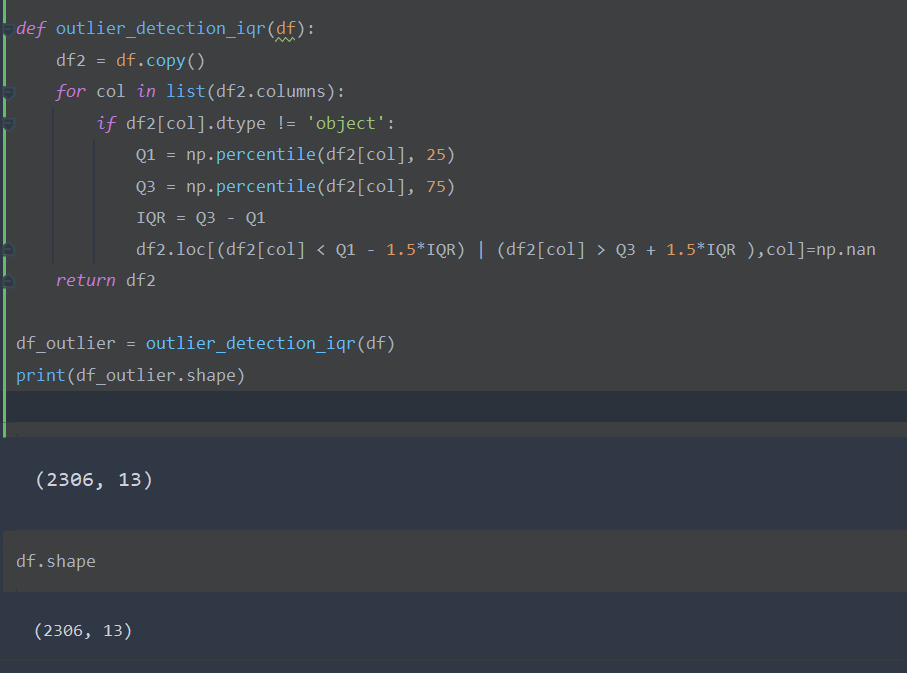 def outlier_detection_iqr(df):
    df2 = df.copy()
    for col in list(df2.columns):
        if df2[col].dtype != 'object':
            Q1 = np.percentile(df2[col], 25)
            Q3 = np.percentile(df2[col], 75)
            IQR = Q3 - Q1
            df2.loc[(df2[col] < Q1 - 1.5*IQR) | (df2[col] > Q3 + 1.5*IQR ),col]=np.nan
    return df2
df_outlier = outlier_detection_iqr(df)
print(df_outlier.shape)
(2306, 13)
df.shape
(2306, 13)